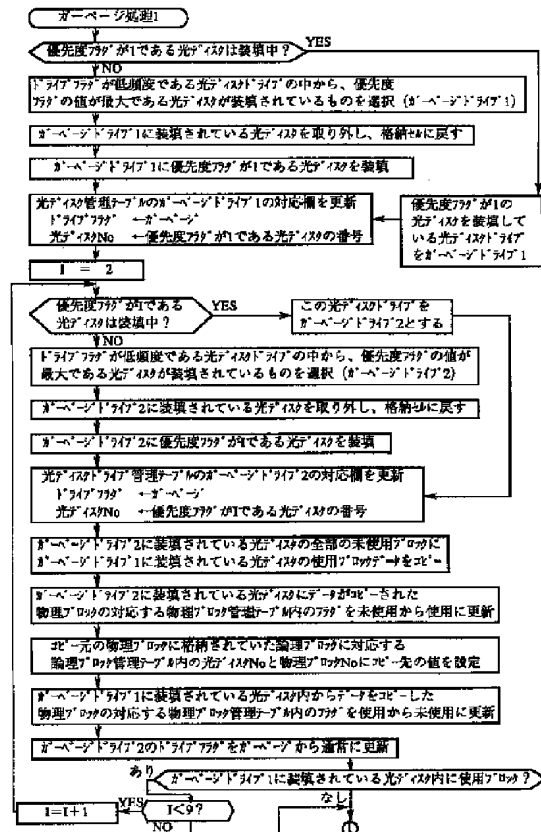 ガーベージ処理1
優先度フラグが1である光ディスクは装填中？
YES
NO
ドライブフラグが低頻度である光ディスクドライブの中から、優先度
フラグの値が最大である光ディスクが装填されているものを選択（ガーベージドライブ1）
ガーベージドライブ1に装填されている光ディスクを取り外し、格納セルに戻す
ガーベージドライブ1に優先度フラグが1である光ディスクを装填
光ディスク管理テーブルのガーベージドライブ1の対応欄を更新
ドライブフラグ ←ガーベージ
光ディスクNo ←優先度フラグが1である光ディスクの番号
優先度フラグが1の
光ディスクを装填して
いる光ディスクドライブ
をガーベージドライブ1
I = 2
優先度フラグがIである
光ディスクは装填中？
YES
この光ディスクドライブを
ガーベージドライブ2とする
NO
ドライブフラグが低頻度である光ディスクドライブの中から、優先度フラグの値が
最大である光ディスクが装填されているものを選択（ガーベージドライブ2）
ガーベージドライブ2に装填されている光ディスクを取り外し、格納セルに戻す
ガーベージドライブ2に優先度フラグがIである光ディスクを装填
光ディスクドライブ管理テーブルのガーベージドライブ2の対応欄を更新
ドライブフラグ ←ガーベージ
光ディスクNo ←優先度フラグがIである光ディスクの番号
ガーベージドライブ2に装填されている光ディスクの全部の未使用ブロックに
ガーベージドライブ1に装填されている光ディスクの使用ブロックデータをコピー
ガーベージドライブ2に装填されている光ディスクにデータがコピーされた
物理ブロックの対応する物理ブロック管理テーブル内のフラグを未使用から使用に更新
コピー元の物理ブロックに格納されていた論理ブロックに対応する
論理ブロック管理テーブル内の光ディスクNoと物理ブロックNoにコピー先の値を設定
ガーベージドライブ1に装填されている光ディスク内からデータをコピーした
物理ブロックの対応する物理ブロック管理テーブル内のフラグを使用から未使用に更新
ガーベージドライブ2のドライブフラグをガーベージから通常に更新
あり
ガーベージドライブ1に装填されている光ディスク内に使用ブロック？
なし
I=I+1
YES
I<9?
NO
1